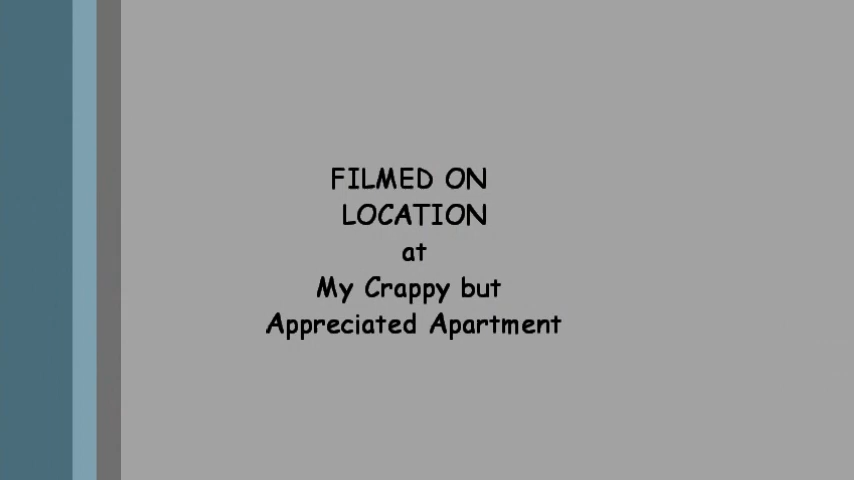 FILMED ON
LOCATION
at
My Crappy but
Appreciated Apartment